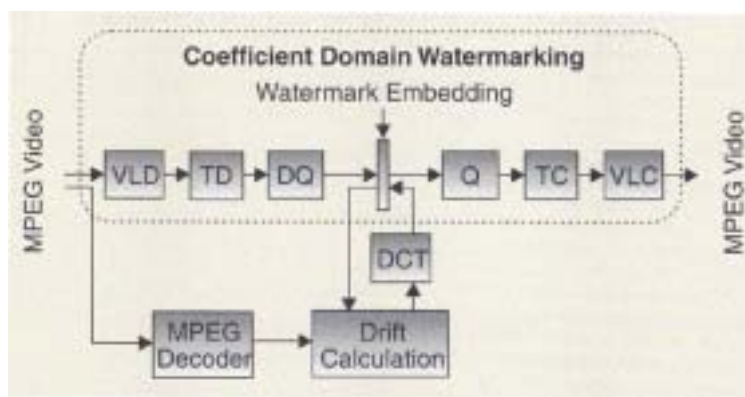 Coefficient Domain Watermarking
Watermark Embedding
MPEG Video
VLD
TD
DQ
Q
TC
VLC
MPEG Video
DCT
MPEG
Decoder
Drift
Calculation